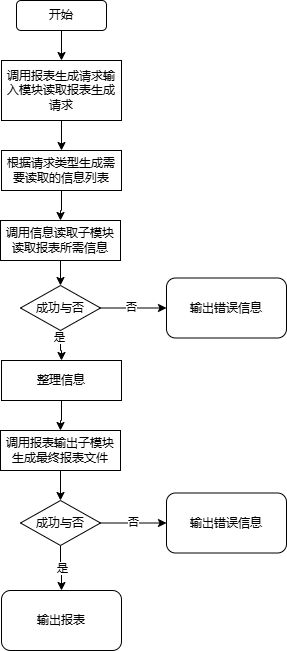 开始
调用报表生成请求输
入模块读取报表生成
请求
根据请求类型生成需
要读取的信息列表
调用信息读取子模块
读取报表所需信息
成功与否
否
输出错误信息
是
整理信息
调用报表输出子模块
生成最终报表文件
成功与否
否
输出错误信息
是
输出报表